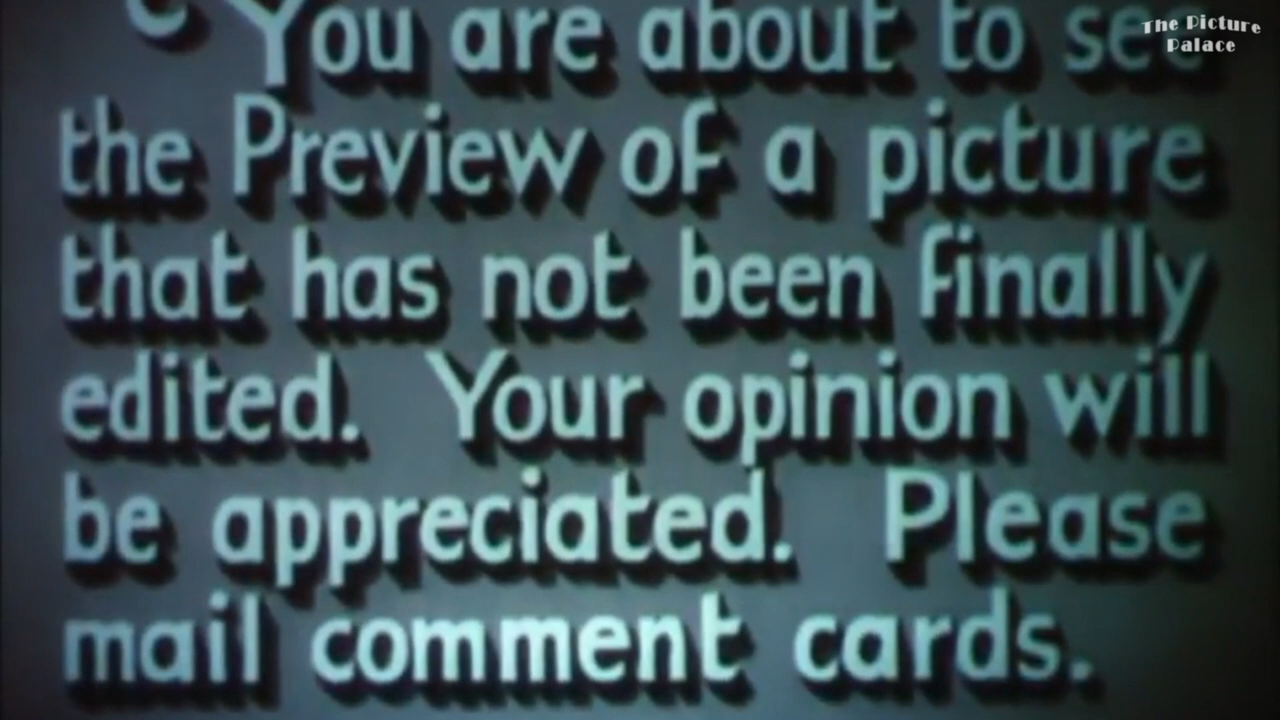 The Picture
Palace
You are about to see
the Preview of a picture
that has not been finally
edited. Your opinion will
be appreciated. Please
mail comment cards.